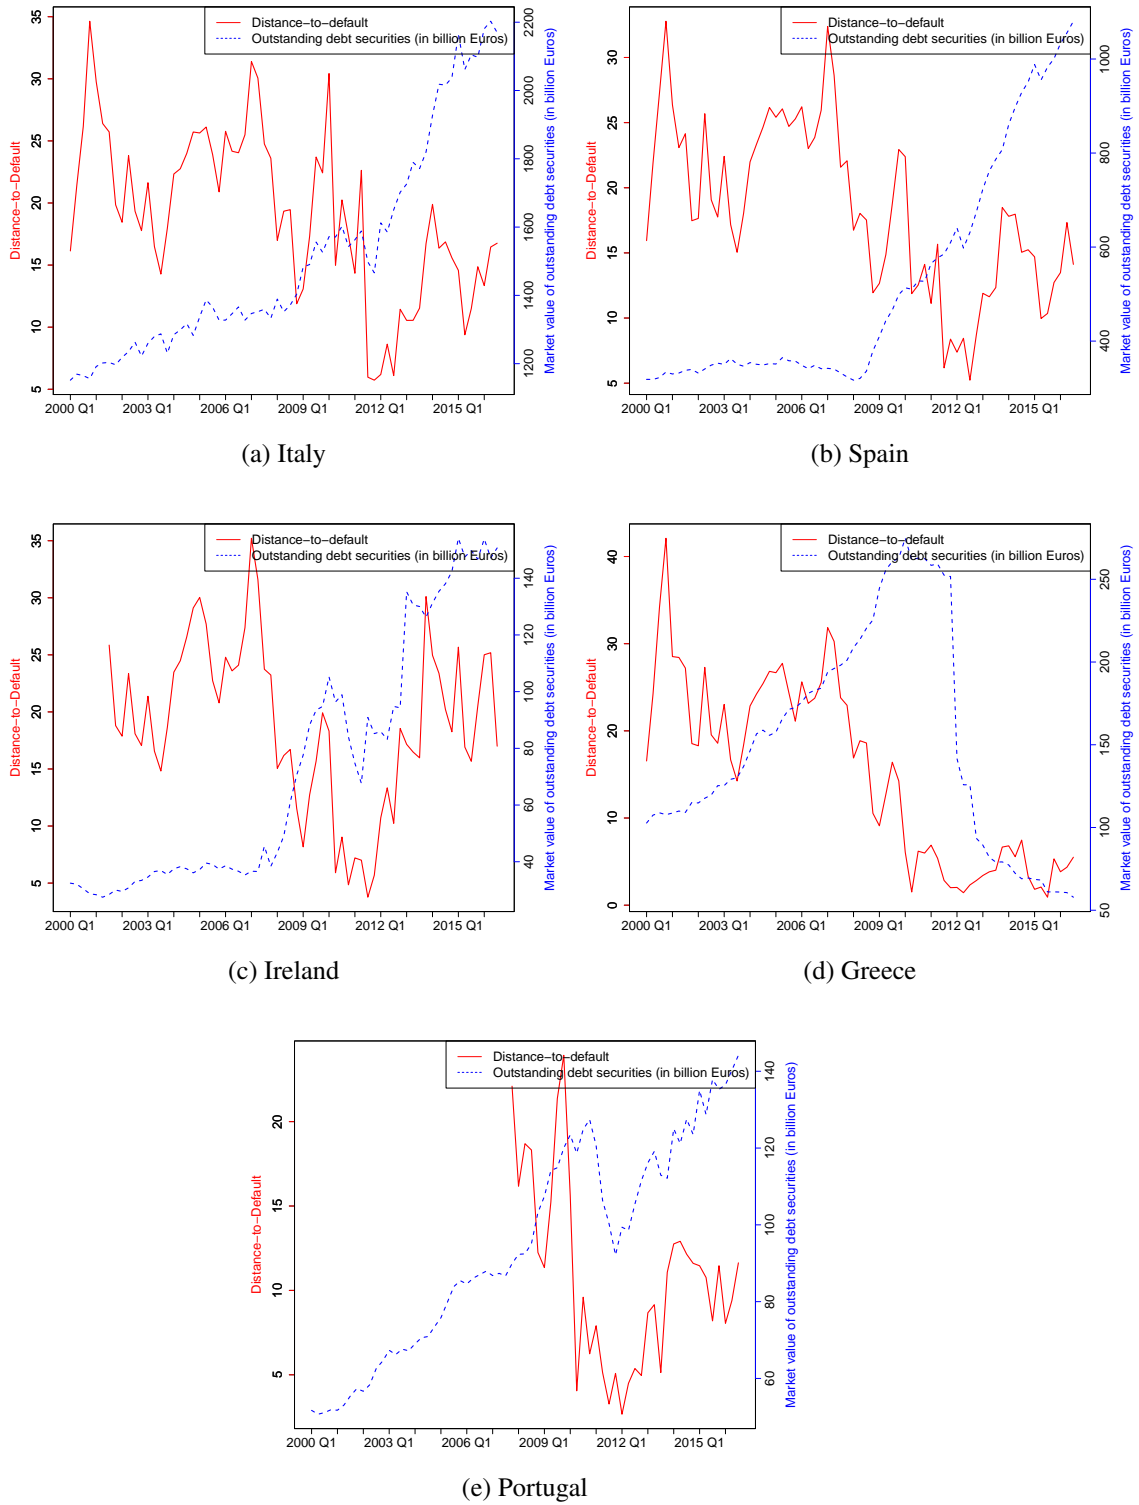 Distance−to−default
Outstanding debt securities (in billion Euros)
Distance−to−Default
5 10 15 20 25 30 35
Market value of outstanding debt securities (in billion Euros)
1200 1400 1600 1800 2000 2200
2000 Q1 2003 Q1 2006 Q1 2009 Q1 2012 Q1 2015 Q1
(a) Italy
Distance−to−default
Outstanding debt securities (in billion Euros)
Distance−to−Default
5 10 15 20 25 30
Market value of outstanding debt securities (in billion Euros)
400 600 800 1000
2000 Q1 2003 Q1 2006 Q1 2009 Q1 2012 Q1 2015 Q1
(b) Spain
Distance−to−default
Outstanding debt securities (in billion Euros)
Distance−to−Default
5 10 15 20 25 30 35
Market value of outstanding debt securities (in billion Euros)
40 60 80 100 120 140
2000 Q1 2003 Q1 2006 Q1 2009 Q1 2012 Q1 2015 Q1
(c) Ireland
Distance−to−default
Outstanding debt securities (in billion Euros)
Distance−to−Default
0 10 20 30 40
Market value of outstanding debt securities (in billion Euros)
50 100 150 200 250
2000 Q1 2003 Q1 2006 Q1 2009 Q1 2012 Q1 2015 Q1
(d) Greece
Distance−to−default
Outstanding debt securities (in billion Euros)
Distance−to−Default
5 10 15 20
Market value of outstanding debt securities (in billion Euros)
60 80 100 120 140
2000 Q1 2003 Q1 2006 Q1 2009 Q1 2012 Q1 2015 Q1
(e) Portugal